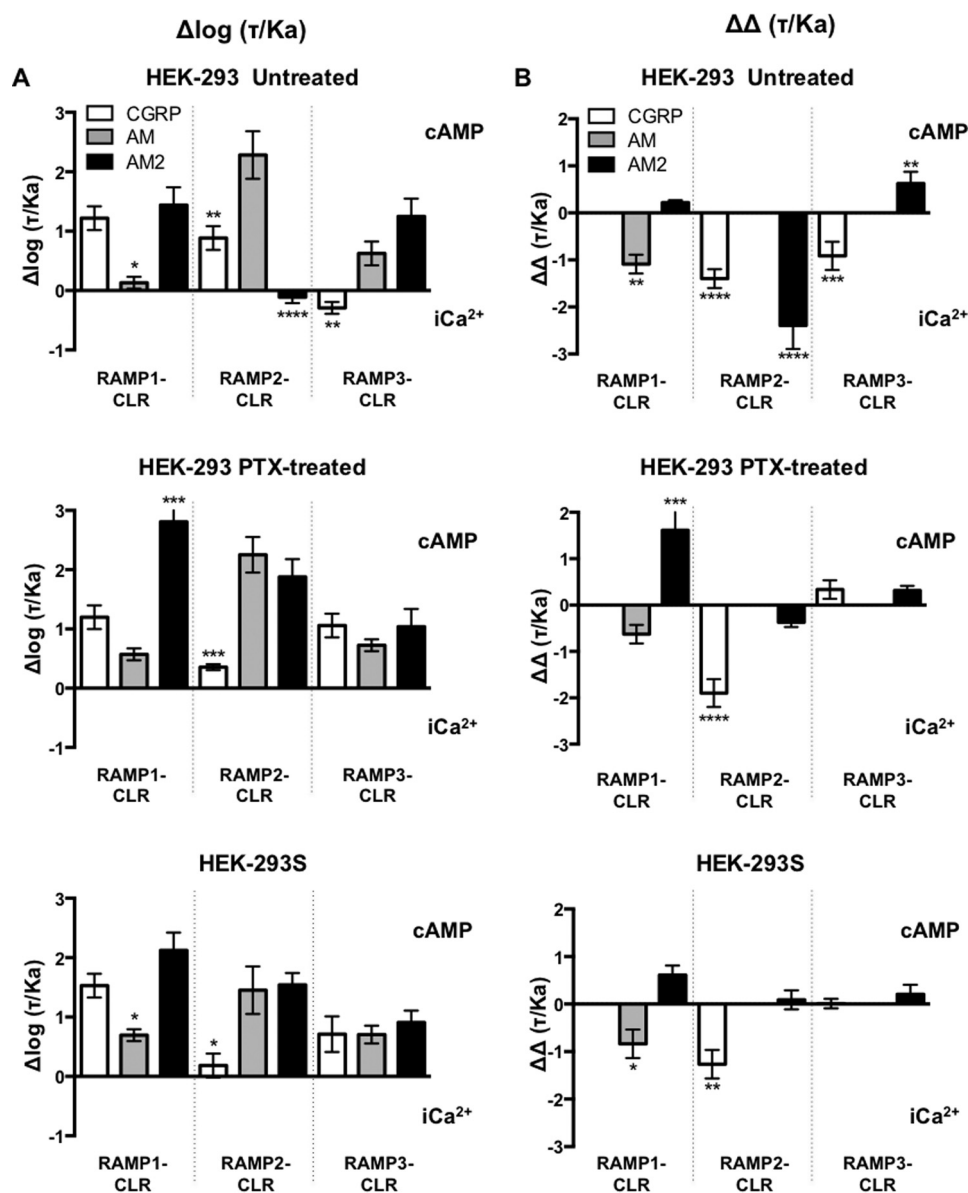 Δlog (τ/Ka)
ΔΔ (τ/Ka)
A
HEK-293 Untreated
3
2
1
0
-1
Δlog (τ/Ka)
CGRP
AM
AM2
cAMP
iCa²⁺
*
**
****
**
RAMP1-
CLR
RAMP2-
CLR
RAMP3-
CLR
B
HEK-293 Untreated
2
1
0
-1
-2
-3
ΔΔ (τ/Ka)
CGRP
AM
AM2
cAMP
iCa²⁺
**
****
****
***
**
RAMP1-
CLR
RAMP2-
CLR
RAMP3-
CLR
HEK-293 PTX-treated
3
2
1
0
-1
Δlog (τ/Ka)
***
***
cAMP
iCa²⁺
RAMP1-
CLR
RAMP2-
CLR
RAMP3-
CLR
HEK-293 PTX-treated
2
1
0
-1
-2
-3
ΔΔ (τ/Ka)
***
****
cAMP
iCa²⁺
RAMP1-
CLR
RAMP2-
CLR
RAMP3-
CLR
HEK-293S
3
2
1
0
-1
Δlog (τ/Ka)
*
*
cAMP
iCa²⁺
RAMP1-
CLR
RAMP2-
CLR
RAMP3-
CLR
HEK-293S
2
1
0
-1
-2
-3
ΔΔ (τ/Ka)
*
**
cAMP
iCa²⁺
RAMP1-
CLR
RAMP2-
CLR
RAMP3-
CLR